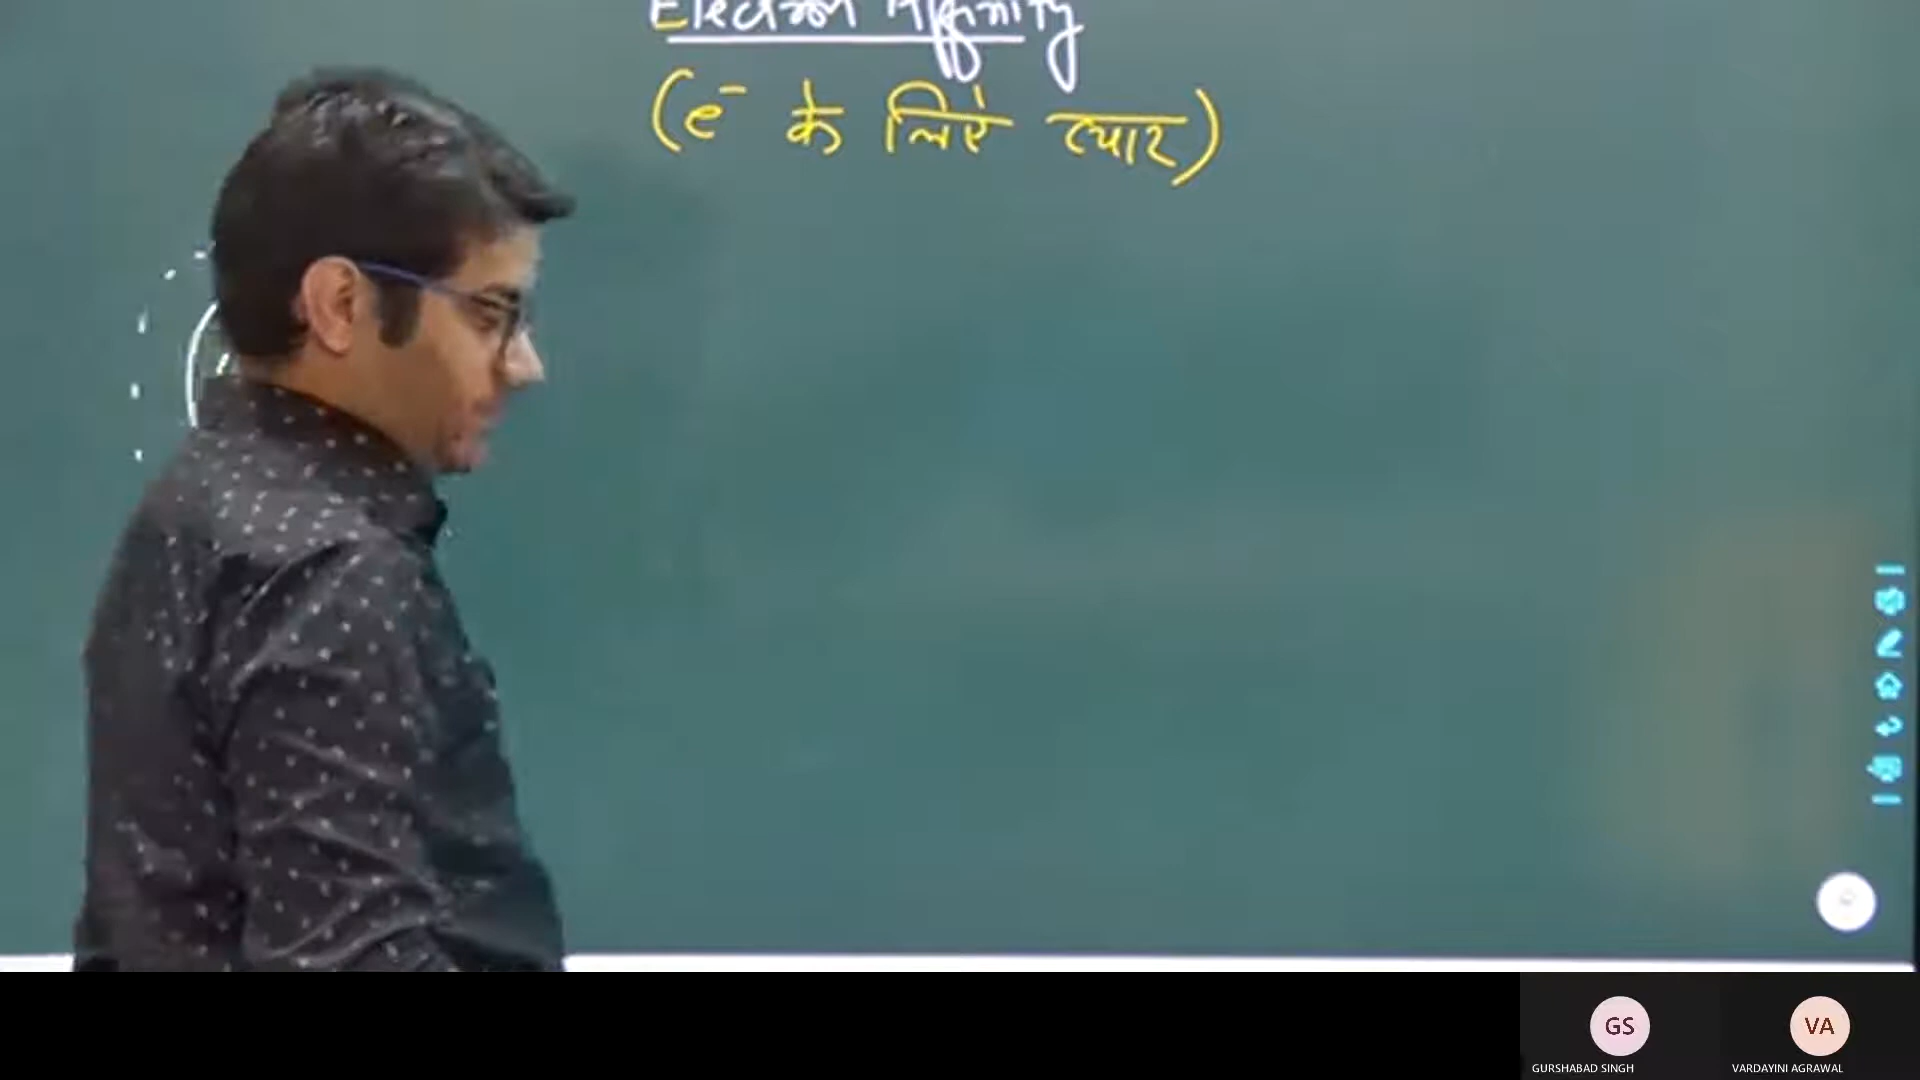 Electron Affinity
(e⁻ के लिऐ त्यार)
GS
VA
GURSHABAD SINGH
VARDAYINI AGRAWAL